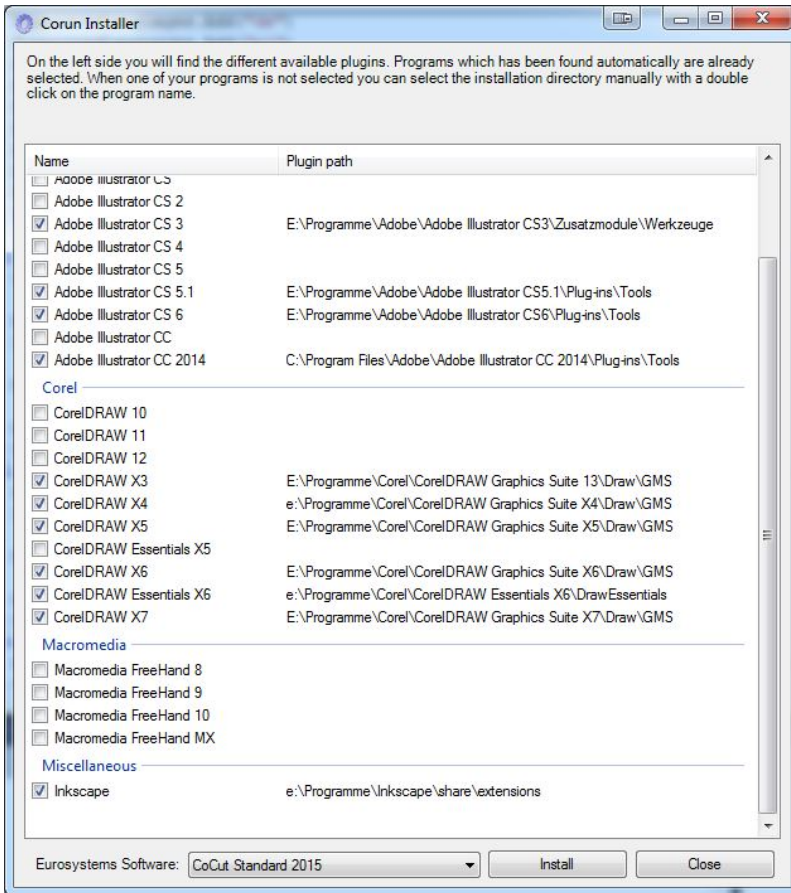 Corun Installer
On the left side you will find the different available plugins. Programs which has been found automatically are already
selected. When one of your programs is not selected you can select the installation directory manually with a double
click on the program name.
Name Plugin path
Adobe Illustrator CS
Adobe Illustrator CS 2
Adobe Illustrator CS 3 E:\Programme\Adobe\Adobe Illustrator CS3\Zusatzmodule\Werkzeuge
Adobe Illustrator CS 4
Adobe Illustrator CS 5
Adobe Illustrator CS 5.1 E:\Programme\Adobe\Adobe Illustrator CS5.1\Plug-ins\Tools
Adobe Illustrator CS 6 E:\Programme\Adobe\Adobe Illustrator CS6\Plug-ins\Tools
Adobe Illustrator CC
Adobe Illustrator CC 2014 C:\Program Files\Adobe\Adobe Illustrator CC 2014\Plug-ins\Tools
Corel
CorelDRAW 10
CorelDRAW 11
CorelDRAW 12
CorelDRAW X3 E:\Programme\Corel\CorelDRAW Graphics Suite 13\Draw\GMS
CorelDRAW X4 e:\Programme\Corel\CorelDRAW Graphics Suite X4\Draw\GMS
CorelDRAW X5 E:\Programme\Corel\CorelDRAW Graphics Suite X5\Draw\GMS
CorelDRAW Essentials X5
CorelDRAW X6 E:\Programme\Corel\CorelDRAW Graphics Suite X6\Draw\GMS
CorelDRAW Essentials X6 e:\Programme\Corel\CorelDRAW Essentials X6\DrawEssentials
CorelDRAW X7 E:\Programme\Corel\CorelDRAW Graphics Suite X7\Draw\GMS
Macromedia
Macromedia FreeHand 8
Macromedia FreeHand 9
Macromedia FreeHand 10
Macromedia FreeHand MX
Miscellaneous
Inkscape e:\Programme\Inkscape\share\extensions
Eurosystems Software: CoCut Standard 2015 Install Close